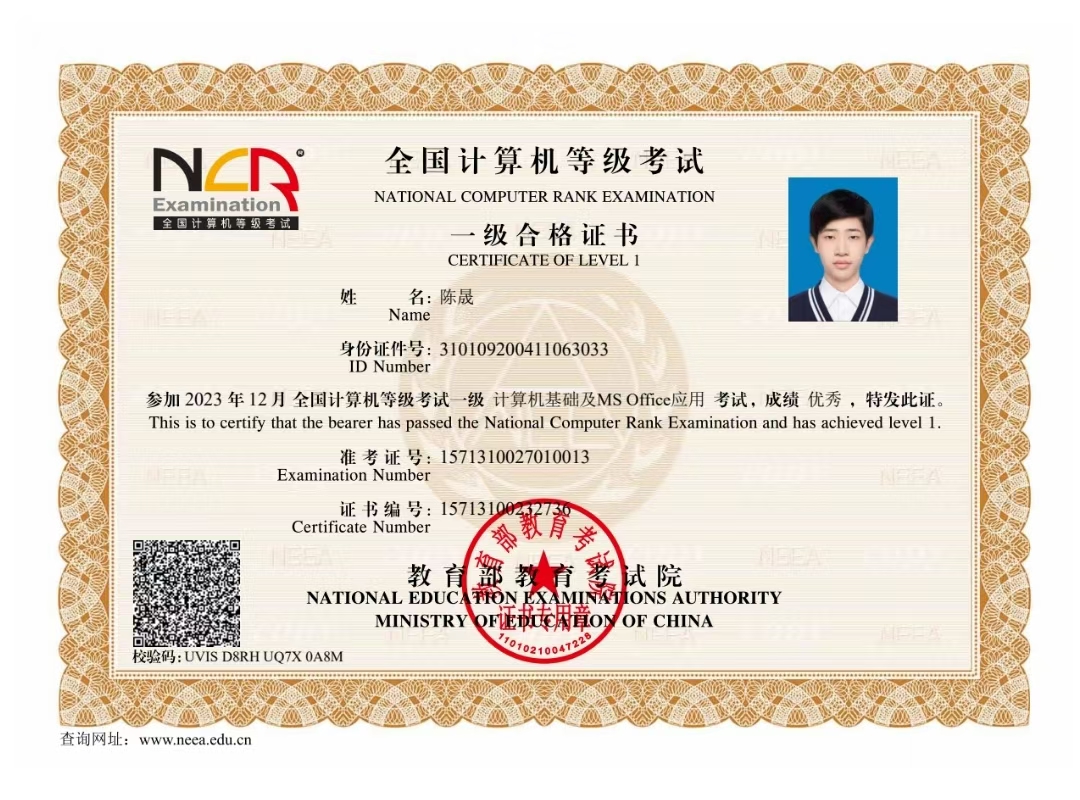 NCR
Examination
全国计算机等级考试
全国计算机等级考试
NATIONAL COMPUTER RANK EXAMINATION
一级合格证书
CERTIFICATE OF LEVEL 1
姓 名: 陈晟
Name
身份证件号: 310109200411063033
ID Number
参加 2023 年 12 月 全国计算机等级考试一级 计算机基础及MS Office应用 考试, 成绩 优秀 , 特发此证。
This is to certify that the bearer has passed the National Computer Rank Examination and has achieved level 1.
准 考 证 号: 1571310027010013
Examination Number
证 书 编 号: 15713100232736
Certificate Number
教育部教育考试院
NATIONAL EDUCATION EXAMINATIONS AUTHORITY
MINISTRY OF EDUCATION OF CHINA
教育部教育考试院
证书专用章
11010210047228
校验码: UVIS D8RH UQ7X 0A8M
查询网址: www.neea.edu.cn
NEEA